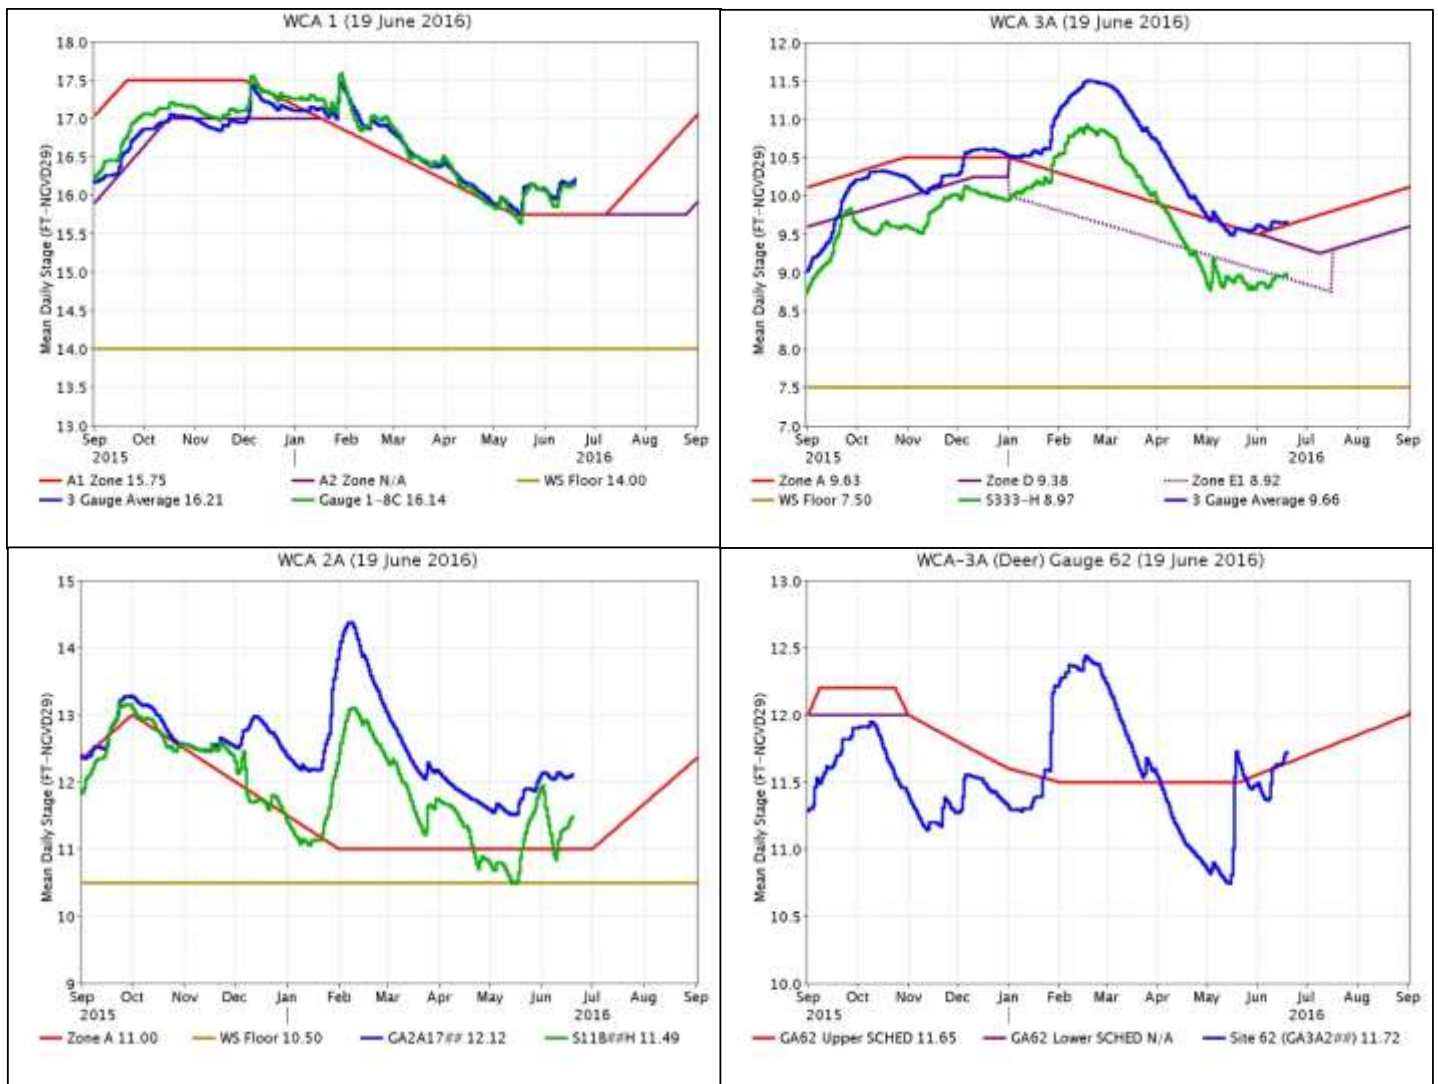 WCA 1 (19 June 2016)
Mean Daily Stage (FT-NGVD29)
18.0
17.5
17.0
16.5
16.0
15.5
15.0
14.5
14.0
13.5
13.0
Sep Oct Nov Dec Jan Feb Mar Apr May Jun Jul Aug Sep
2015 | 2016
A1 Zone 15.75 A2 Zone N/A WS Floor 14.00
3 Gauge Average 16.21 Gauge 1-8C 16.14
WCA 3A (19 June 2016)
Mean Daily Stage (FT-NGVD29)
12.0
11.5
11.0
10.5
10.0
9.5
9.0
8.5
8.0
7.5
7.0
Sep Oct Nov Dec Jan Feb Mar Apr May Jun Jul Aug Sep
2015 | 2016
Zone A 9.63 Zone D 9.38 Zone E1 8.92
WS Floor 7.50 S333-H 8.97 3 Gauge Average 9.66
WCA 2A (19 June 2016)
Mean Daily Stage (FT-NGVD29)
15
14
13
12
11
10
9
Sep Oct Nov Dec Jan Feb Mar Apr May Jun Jul Aug Sep
2015 | 2016
Zone A 11.00 WS Floor 10.50 GA2A17## 12.12 S11B##H 11.49
WCA-3A (Deer) Gauge 62 (19 June 2016)
Mean Daily Stage (FT-NGVD29)
13.0
12.5
12.0
11.5
11.0
10.5
10.0
Sep Oct Nov Dec Jan Feb Mar Apr May Jun Jul Aug Sep
2015 | 2016
GA62 Upper SCHED 11.65 GA62 Lower SCHED N/A Site 62 (GA3A2##) 11.72